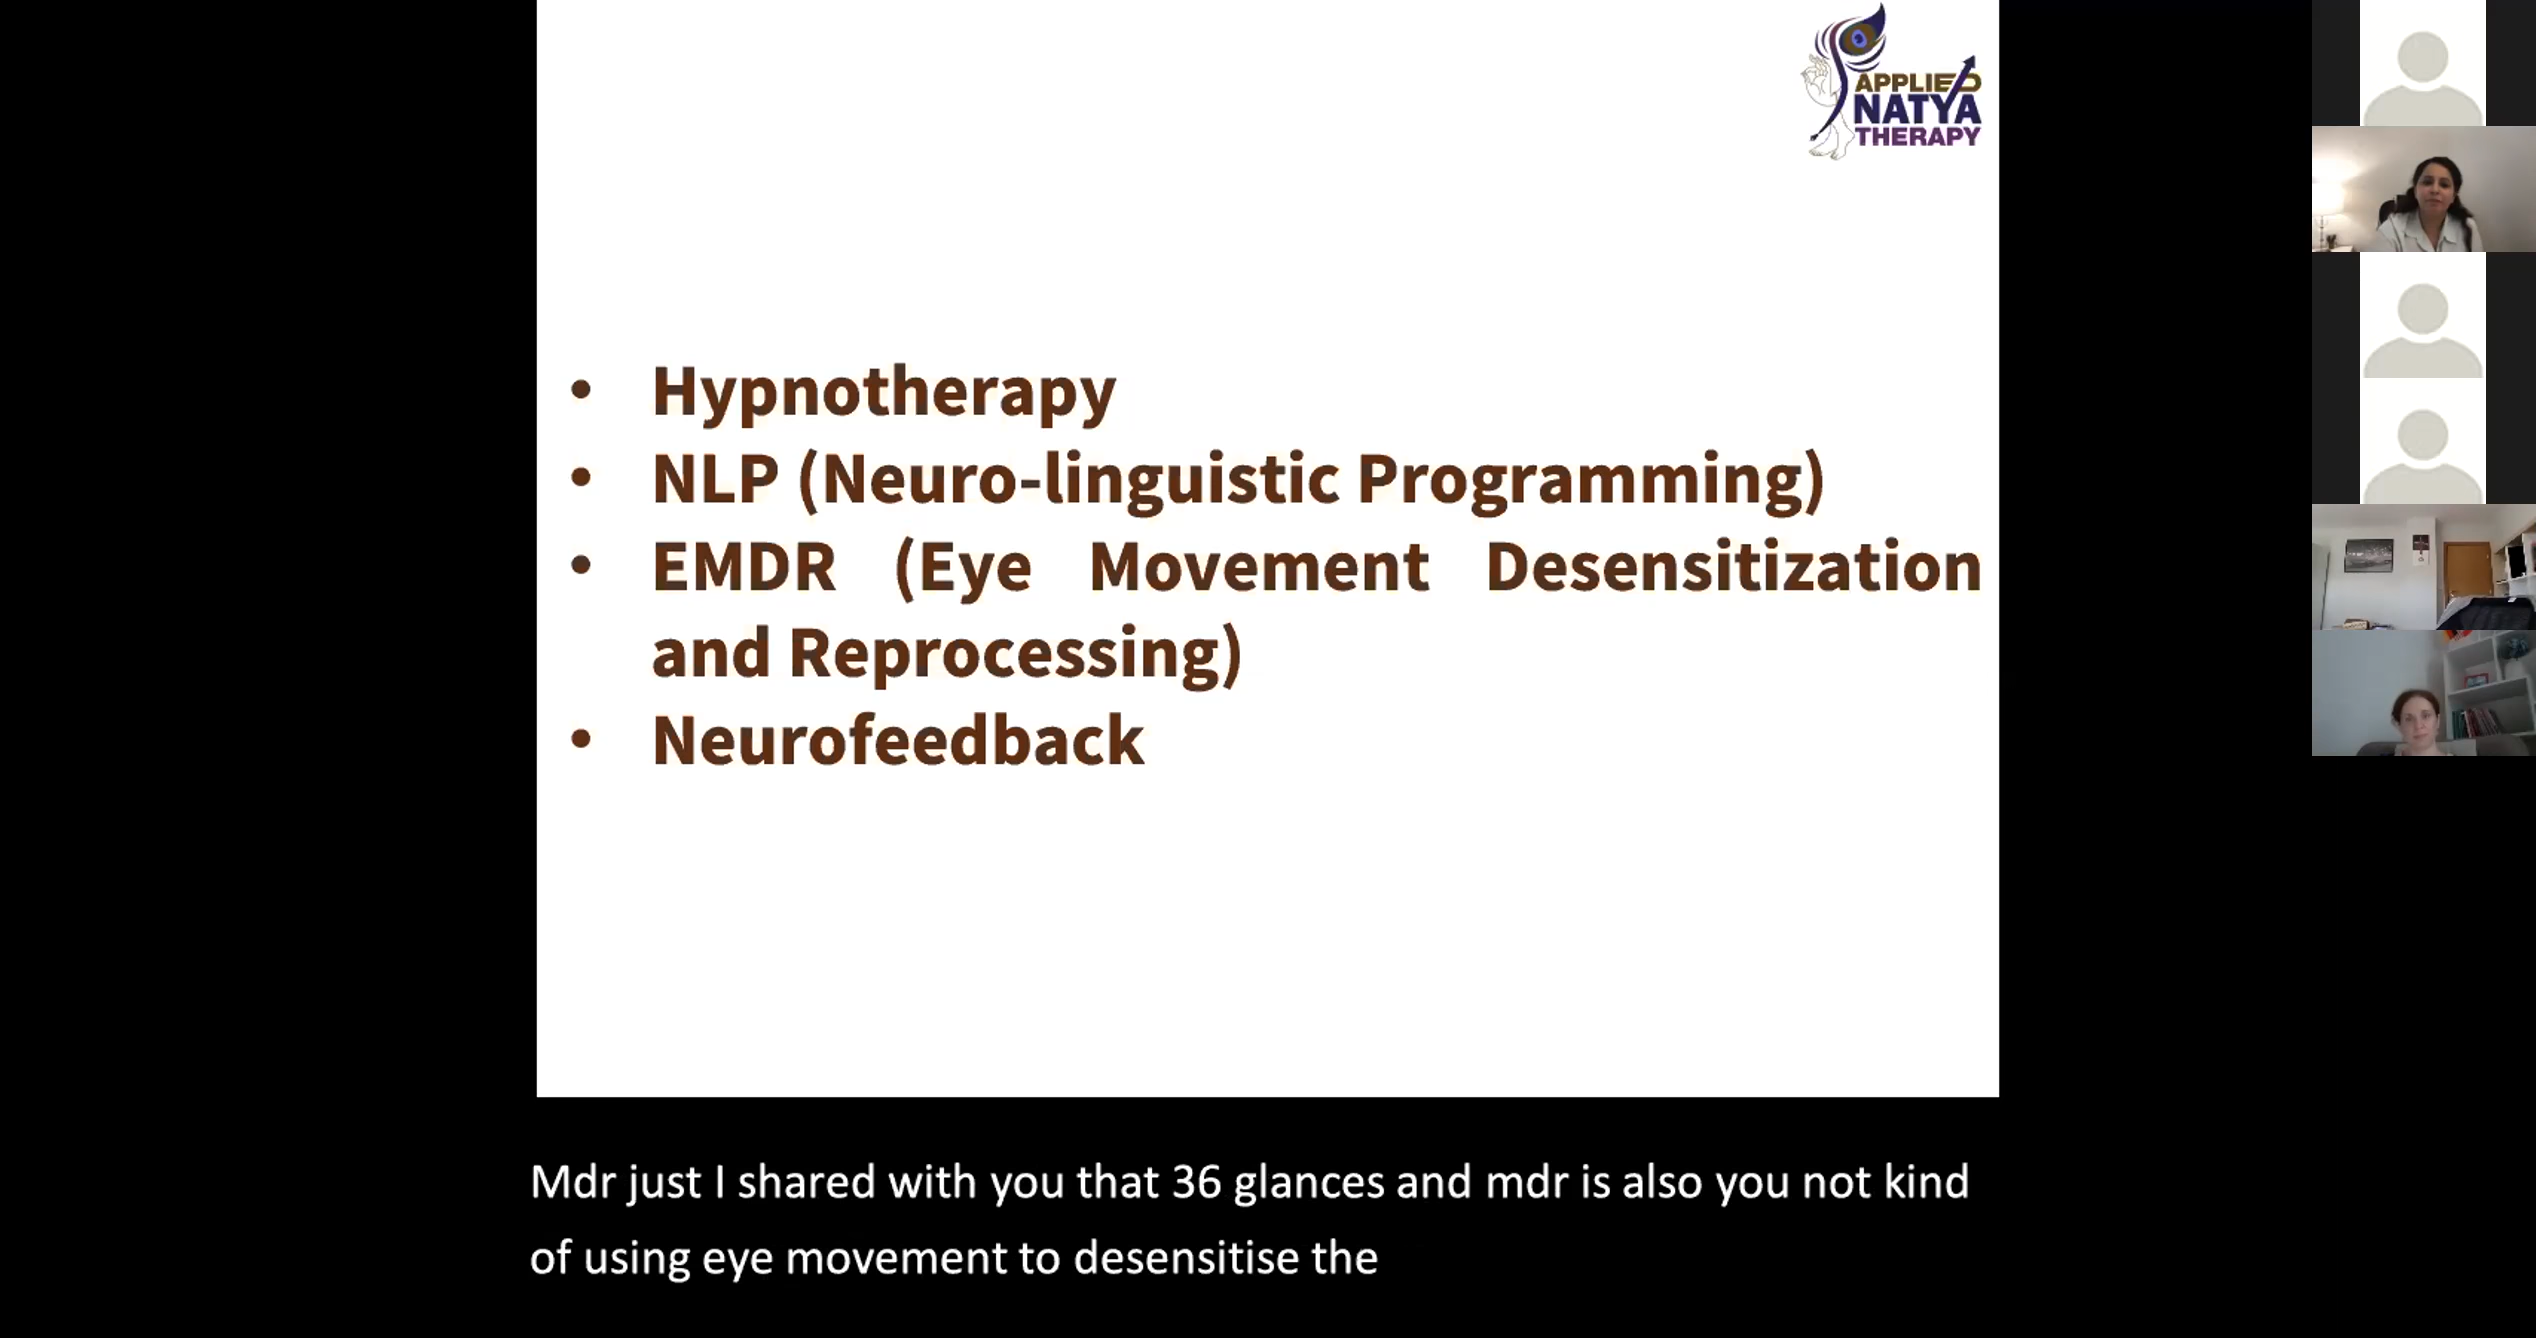 APPLIED
NATYA
THERAPY
• Hypnotherapy
• NLP (Neuro-linguistic Programming)
• EMDR (Eye Movement Desensitization
and Reprocessing)
• Neurofeedback
Mdr just I shared with you that 36 glances and mdr is also you not kind
of using eye movement to desensitise the